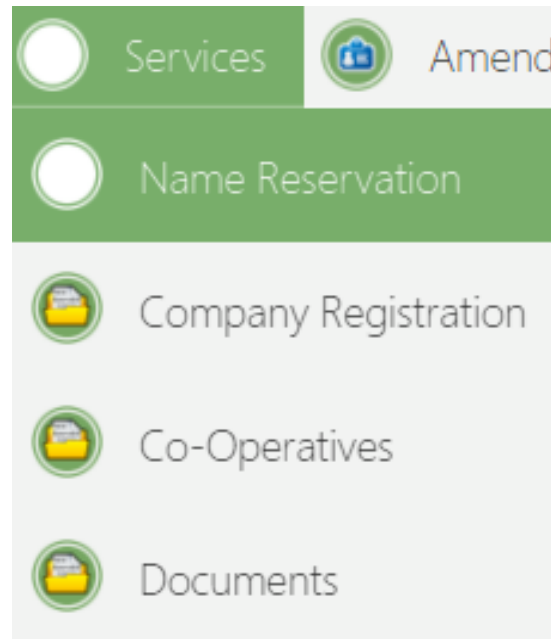 Services Amend
Name Reservation
Company Registration
Co-Operatives
Documents